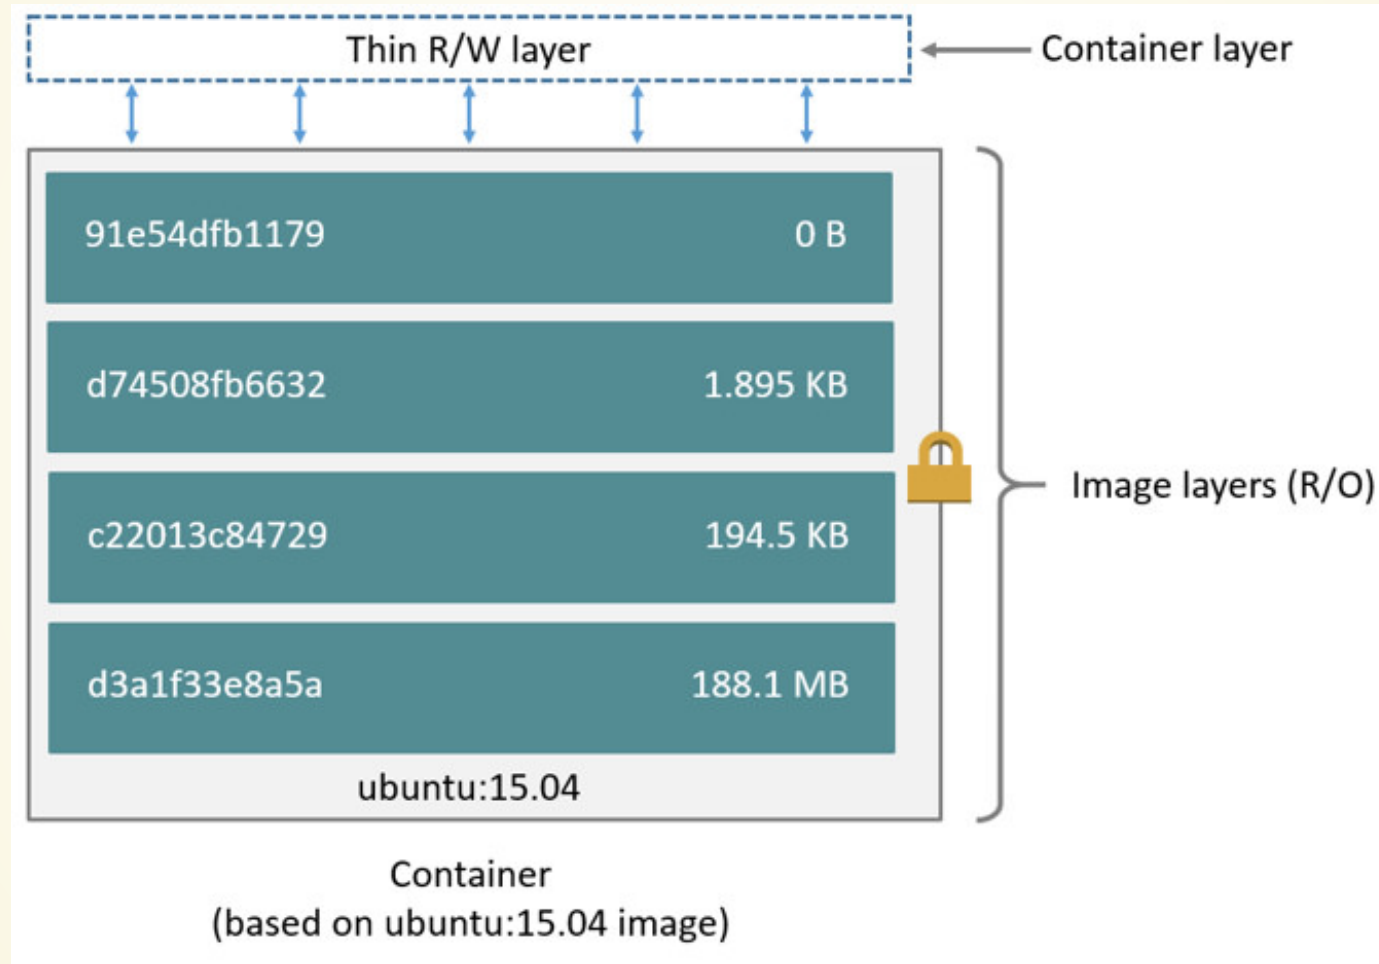 Thin R/W layer
Container layer
91e54dfb1179 0 B
d74508fb6632 1.895 KB
c22013c84729 194.5 KB
Image layers (R/O)
d3a1f33e8a5a 188.1 MB
ubuntu:15.04
Container
(based on ubuntu:15.04 image)